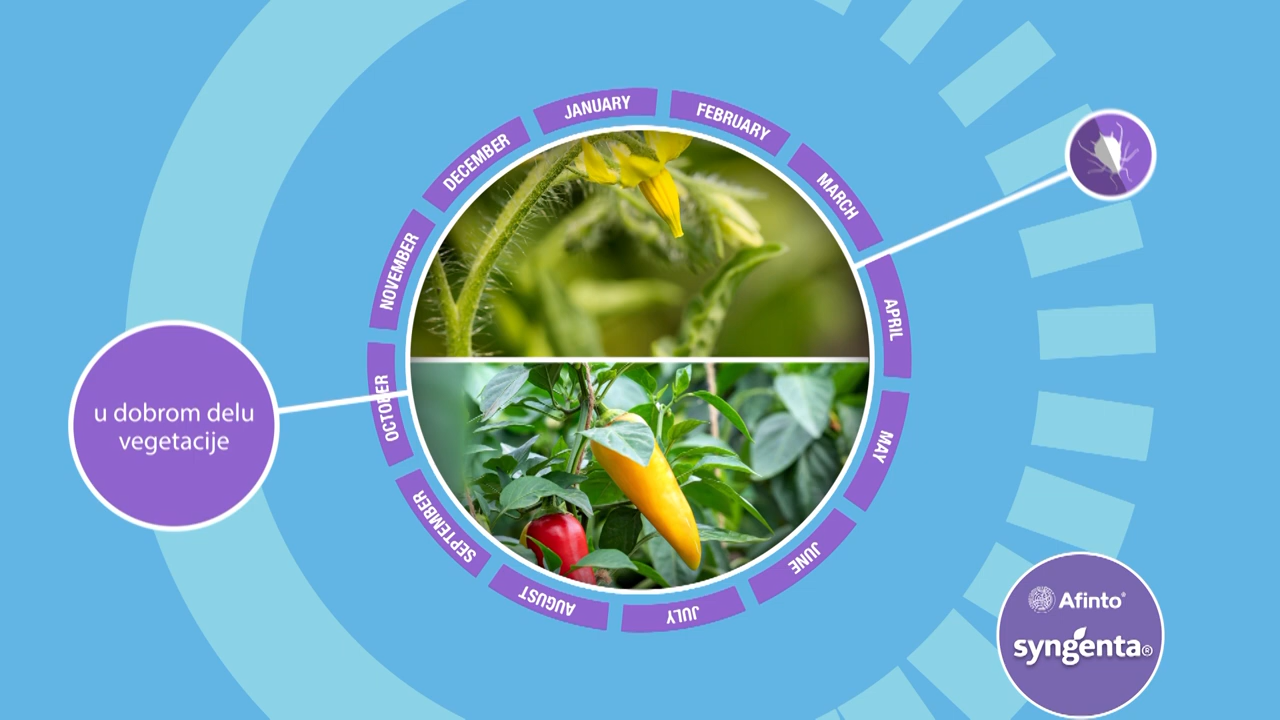 JANUARY
FEBRUARY
MARCH
APRIL
MAY
JUNE
JULY
AUGUST
SEPTEMBER
OCTOBER
NOVEMBER
DECEMBER
u dobrom delu
vegetacije
Afinto®
syngenta®